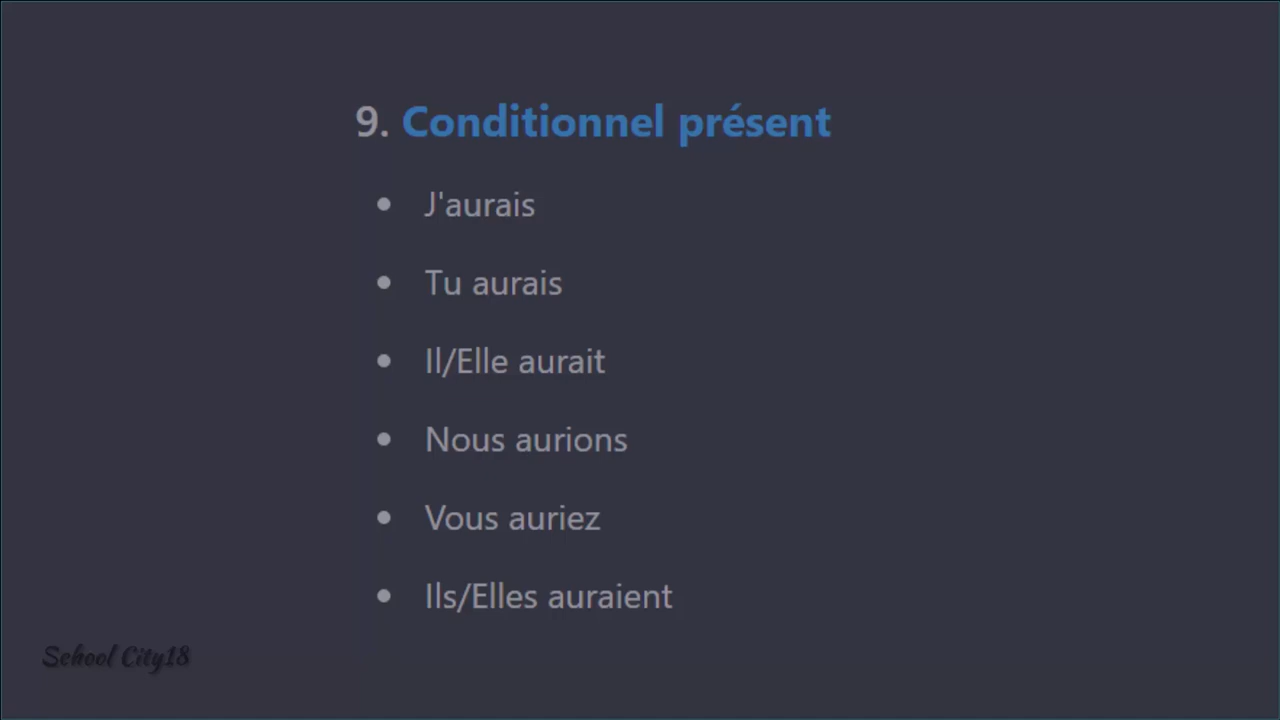 9. Conditionnel présent
• J'aurais
• Tu aurais
• Il/Elle aurait
• Nous aurions
• Vous auriez
• Ils/Elles auraient
School City18